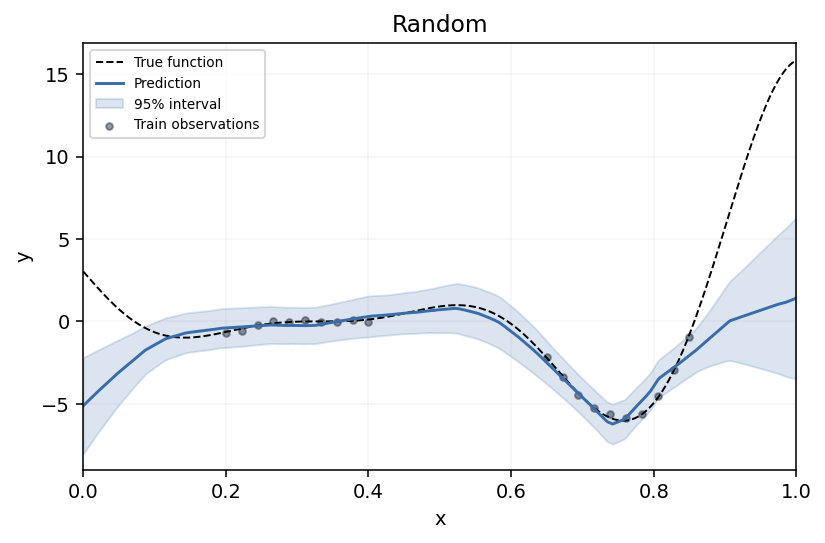 Random
True function
Prediction
95% interval
Train observations
15
10
5
0
−5
y
0.0 0.2 0.4 0.6 0.8 1.0
x